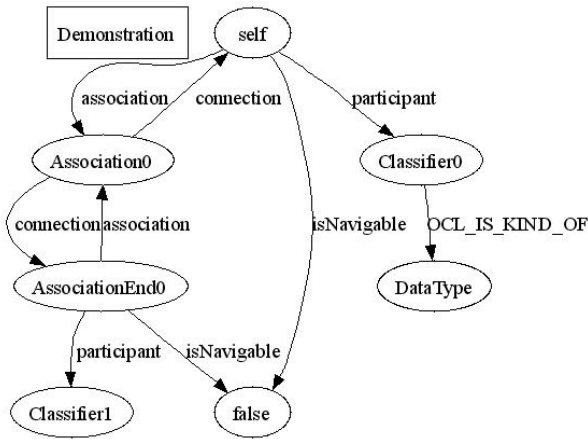 Demonstration
self
association
connection
participant
Association0
Classifier0
connection
association
isNavigable
OCL_IS_KIND_OF
AssociationEnd0
DataType
participant
isNavigable
Classifier1
false